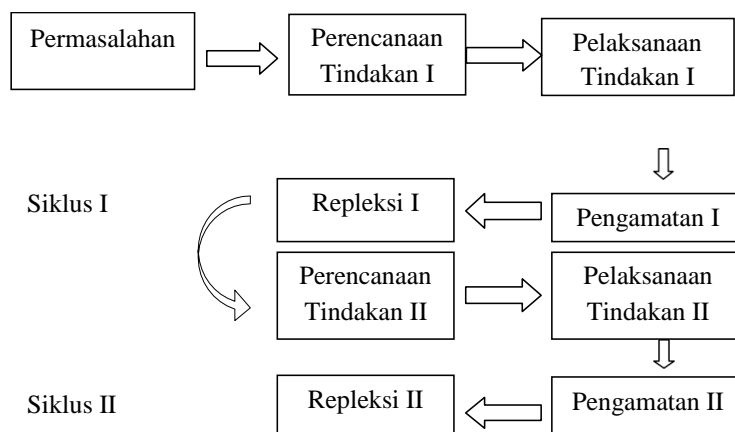 Permasalahan
Perencanaan
Tindakan I
Pelaksanaan
Tindakan I
Siklus I
Repleksi I
Pengamatan I
Perencanaan
Tindakan II
Pelaksanaan
Tindakan II
Siklus II
Repleksi II
Pengamatan II